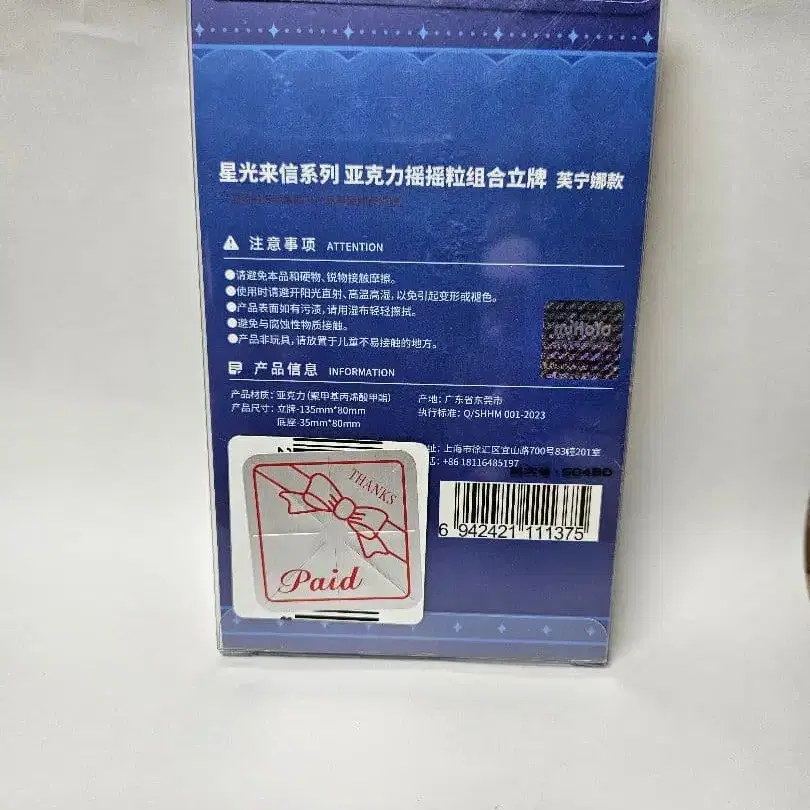 星光来信系列 亚克力摇摇粒组合立牌 芙宁娜款
注意事项 ATTENTION
●请避免本品和硬物、锐物接触摩擦。
●使用时请避开阳光直射、高温高湿,以免引起变形或褪色。
●产品表面如有污渍,请用湿布轻轻擦拭。
●避免与腐蚀性物质接触。
●产品非玩具,请放置于儿童不易接触的地方。
miHoYo
产品信息 INFORMATION
产品材质: 亚克力(聚甲基丙烯酸甲酯)
产品尺寸: 立牌-135mm*80mm
底座-35mm*80mm
产地: 广东省东莞市
执行标准: Q/SHHM 001-2023
址: 上海市徐汇区宜山路700号83幢201室
: +86 18116485197
6 942421 111375
THANKS
Paid